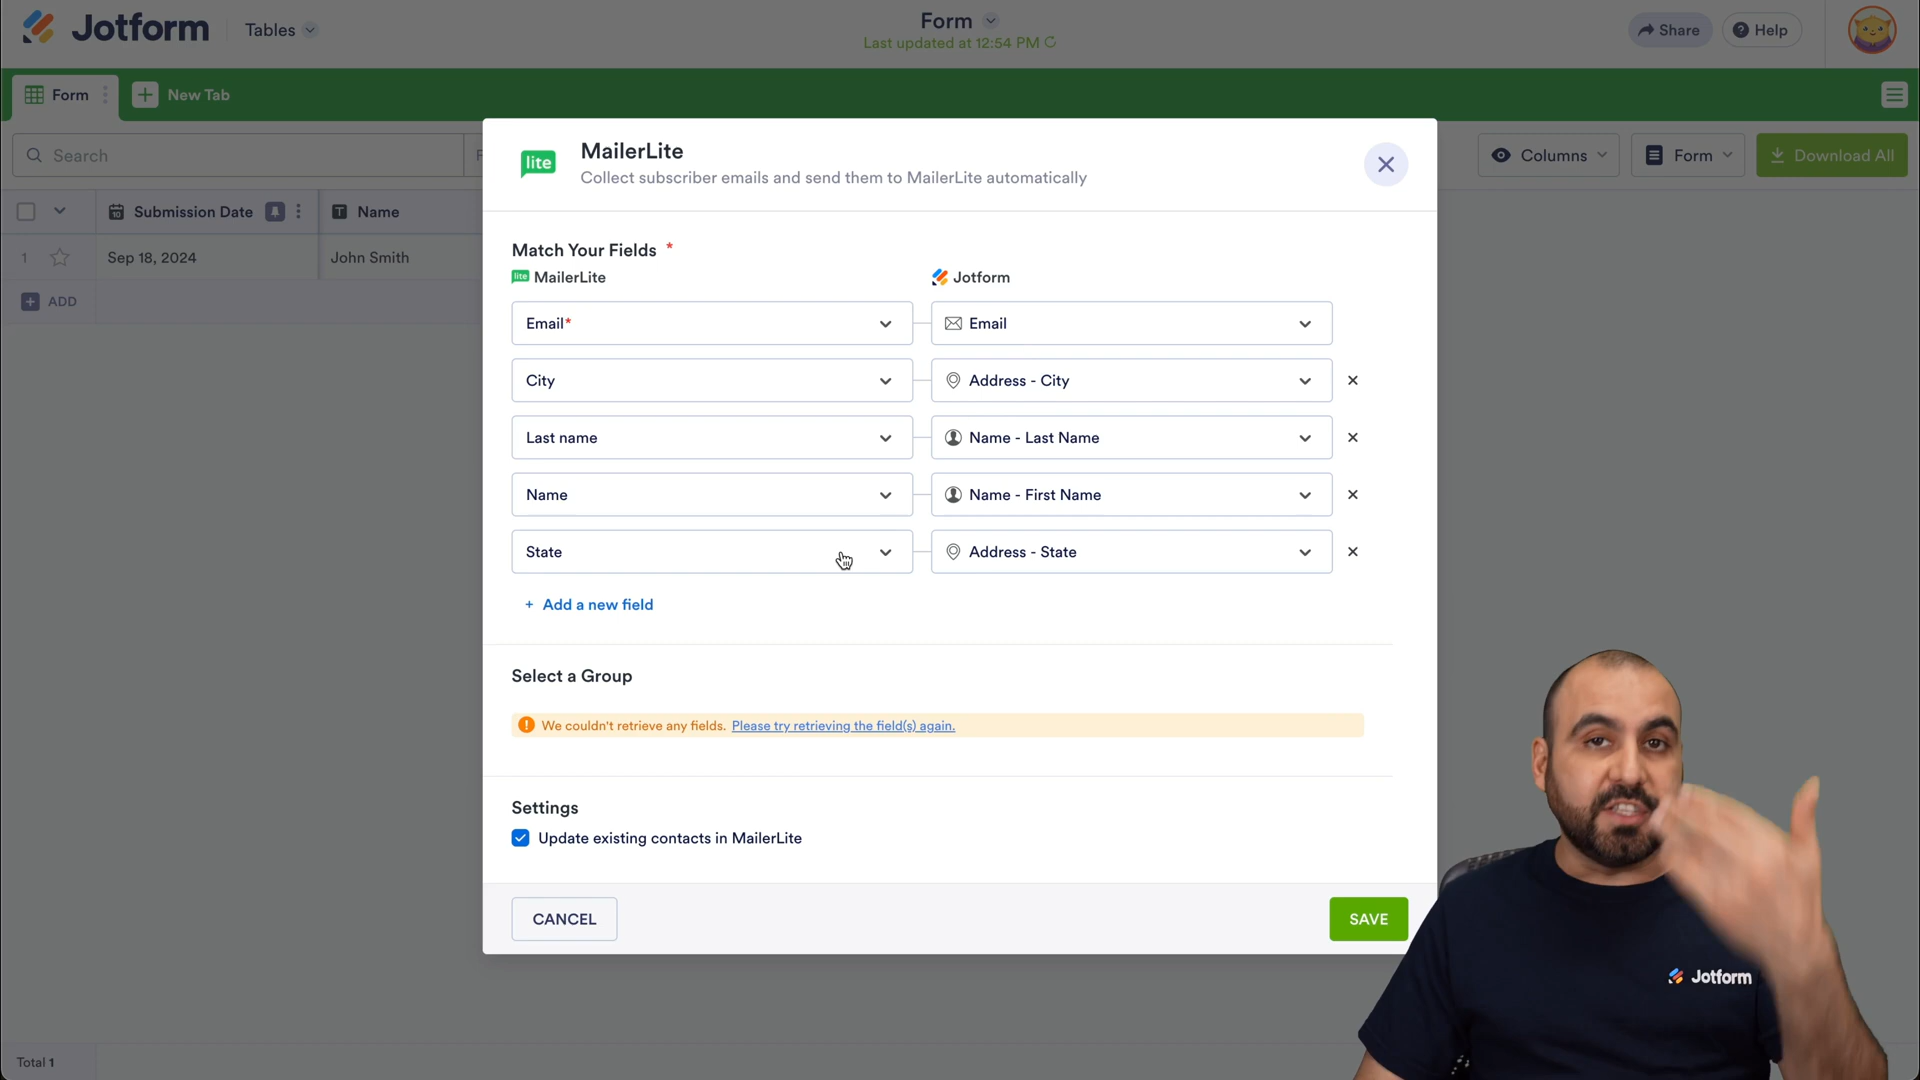 Jotform Tables Form Share Help
Last updated at 12:54 PM
Form New Tab
Search F Columns Form Download All
Submission Date Name
1 Sep 18, 2024 John Smith
ADD
lite MailerLite
Collect subscriber emails and send them to MailerLite automatically
Match Your Fields *
lite MailerLite Jotform
Email* Email
City Address - City
Last name Name - Last Name
Name Name - First Name
State Address - State
+ Add a new field
Select a Group
We couldn't retrieve any fields. Please try retrieving the field(s) again.
Settings
Update existing contacts in MailerLite
CANCEL SAVE
Jotform
Total 1